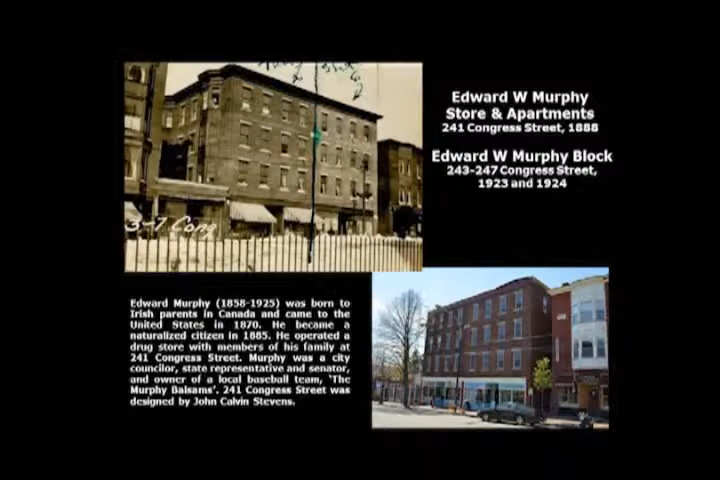 Edward W Murphy
Store & Apartments
241 Congress Street, 1888
Edward W Murphy Block
243-247 Congress Street,
1923 and 1924
3-7 Cong
Edward Murphy (1858-1925) was born to
Irish parents in Canada and came to the
United States in 1870. He became a
naturalized citizen in 1885. He operated a
drug store with members of his family at
241 Congress Street. Murphy was a city
councilor, state representative and senator,
and owner of a local baseball team, 'The
Murphy Balsams'. 241 Congress Street was
designed by John Calvin Stevens.